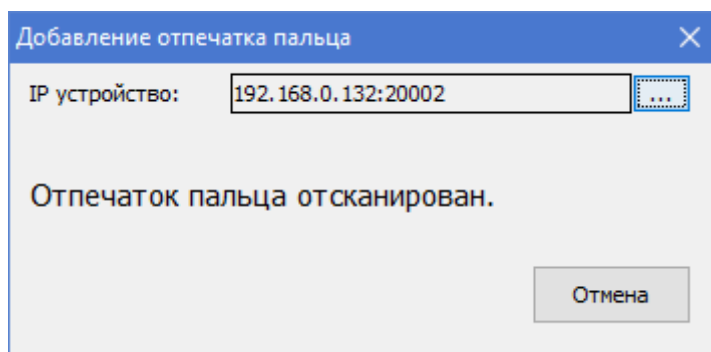 Добавление отпечатка пальца
IP устройство: 192.168.0.132:20002 ...
Отпечаток пальца отсканирован.
Отмена